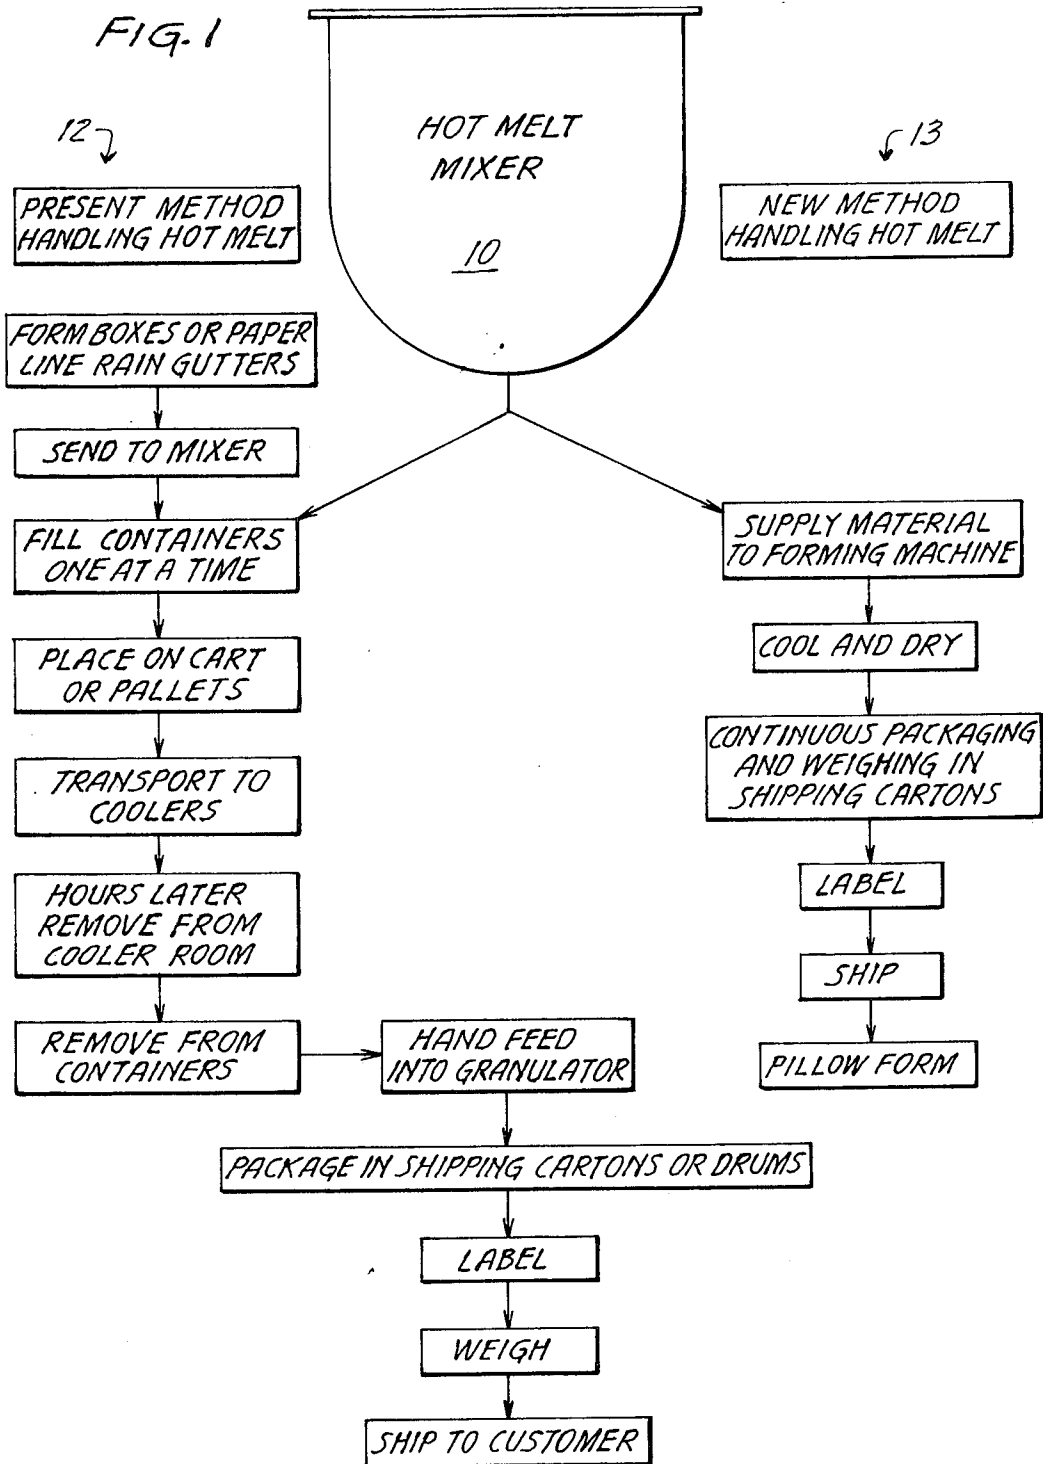 FIG. 1
HOT MELT
MIXER
10
12
PRESENT METHOD
HANDLING HOT MELT
13
NEW METHOD
HANDLING HOT MELT
FORM BOXES OR PAPER
LINE RAIN GUTTERS
SEND TO MIXER
FILL CONTAINERS
ONE AT A TIME
PLACE ON CART
OR PALLETS
TRANSPORT TO
COOLERS
HOURS LATER
REMOVE FROM
COOLER ROOM
REMOVE FROM
CONTAINERS
HAND FEED
INTO GRANULATOR
PACKAGE IN SHIPPING CARTONS OR DRUMS
LABEL
WEIGH
SHIP TO CUSTOMER
SUPPLY MATERIAL
TO FORMING MACHINE
COOL AND DRY
CONTINUOUS PACKAGING
AND WEIGHING IN
SHIPPING CARTONS
LABEL
SHIP
PILLOW FORM